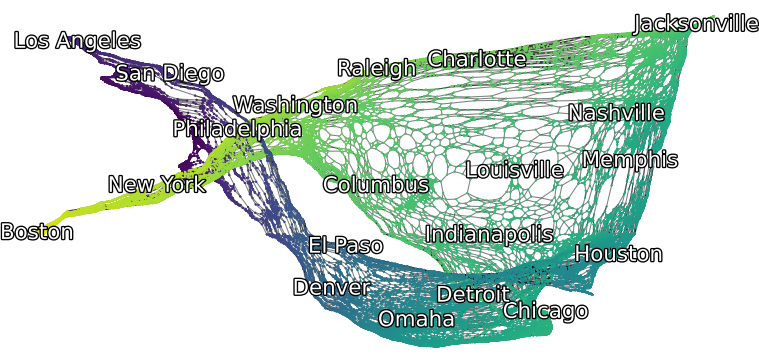 Jacksonville
Los Angeles
Charlotte
Raleigh
San Diego
Washington
Nashville
Philadelphia
Memphis
Louisville
New York
Columbus
Boston
Indianapolis
El Paso
Houston
Denver
Detroit
Chicago
Omaha